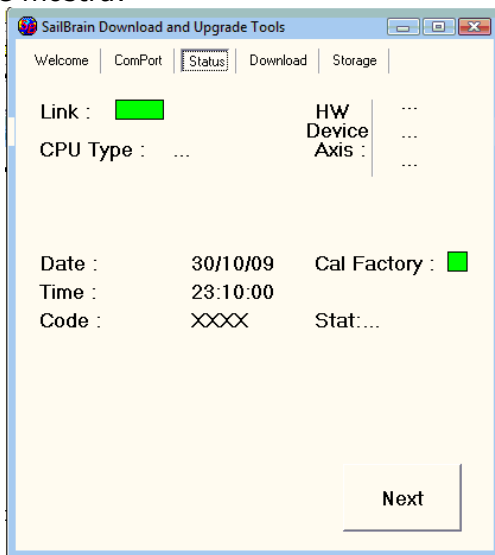 SailBrain Download and Upgrade Tools
Welcome ComPort Status Download Storage
Link :
HW ...
Device ...
CPU Type : ...
Axis : ...
Date : 30/10/09 Cal Factory :
Time : 23:10:00
Code : XXXX Stat:...
Next